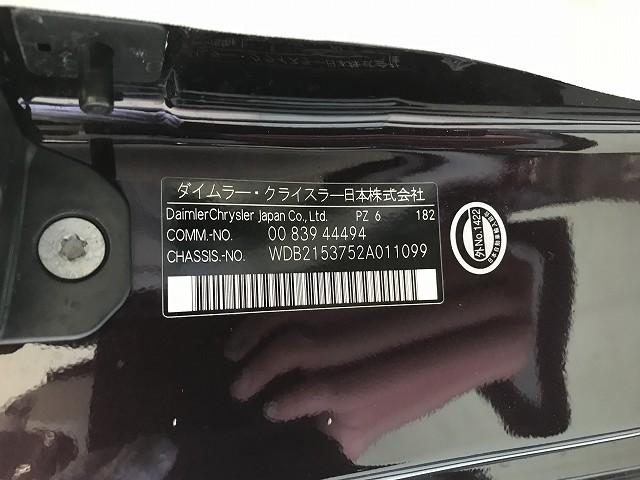 ダイムラー・クライスラー日本株式会社
DaimlerChrysler Japan Co., Ltd. PZ 6 182
COMM.-NO. 00 839 44494
CHASSIS.-NO. WDB2153752A011099
外No.1422